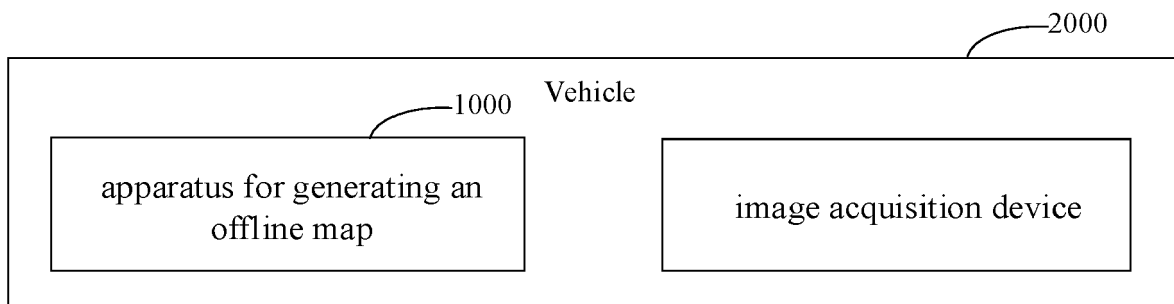 2000
Vehicle
1000
apparatus for generating an
offline map
image acquisition device